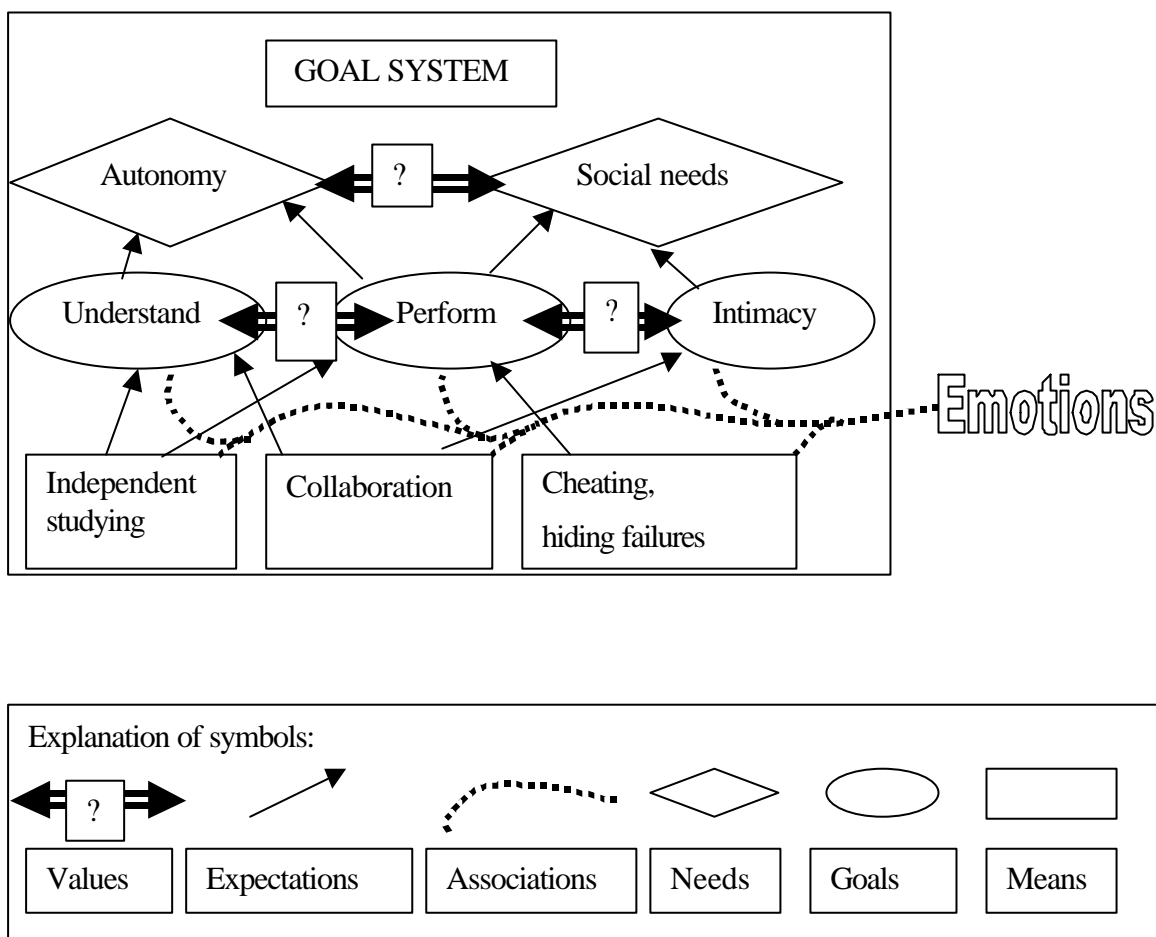 GOAL SYSTEM
Autonomy
?
Social needs
Understand
?
Perform
?
Intimacy
Emotions
Independent
studying
Collaboration
Cheating,
hiding failures
Explanation of symbols:
?
Values
Expectations
Associations
Needs
Goals
Means